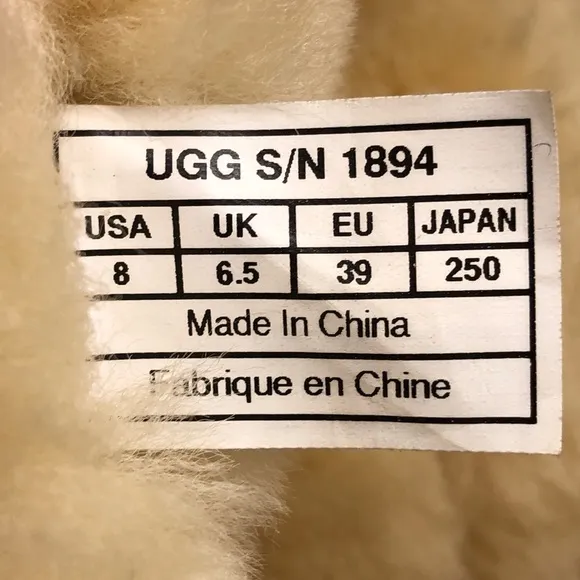 UGG S/N 1894
USA UK EU JAPAN
8 6.5 39 250
Made In China
Fabrique en Chine